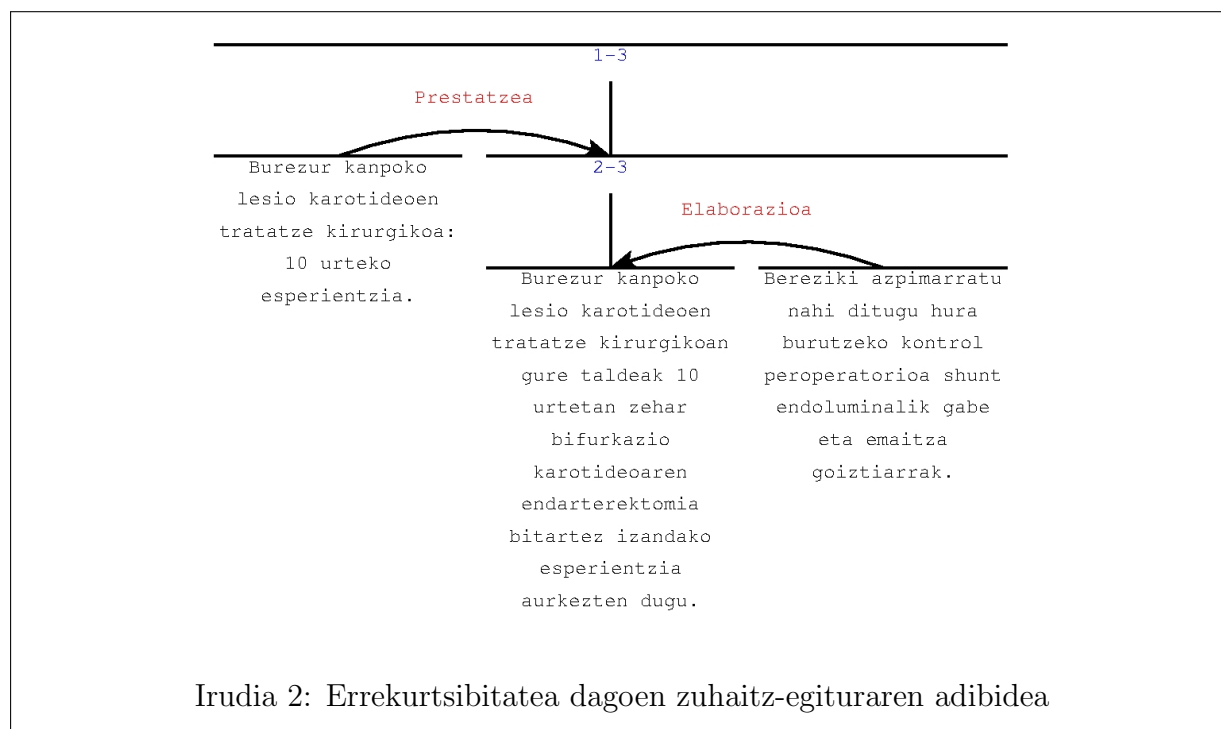 1-3
Prestatzea
Burezur kanpoko
lesio karotideoen
tratatze kirurgikoa:
10 urteko
esperientzia.
2-3
Elaborazioa
Burezur kanpoko
lesio karotideoen
tratatze kirurgikoan
gure taldeak 10
urtetan zehar
bifurkazio
karotideoaren
endarterektomia
bitartez izandako
esperientzia
aurkezten dugu.
Bereziki azpimarratu
nahi ditugu hura
burutzeko kontrol
peroperatorioa shunt
endoluminalik gabe
eta emaitza
goiztiarrak.
Irudia 2: Errekurtsibitatea dagoen zuhaitz-egituraren adibidea